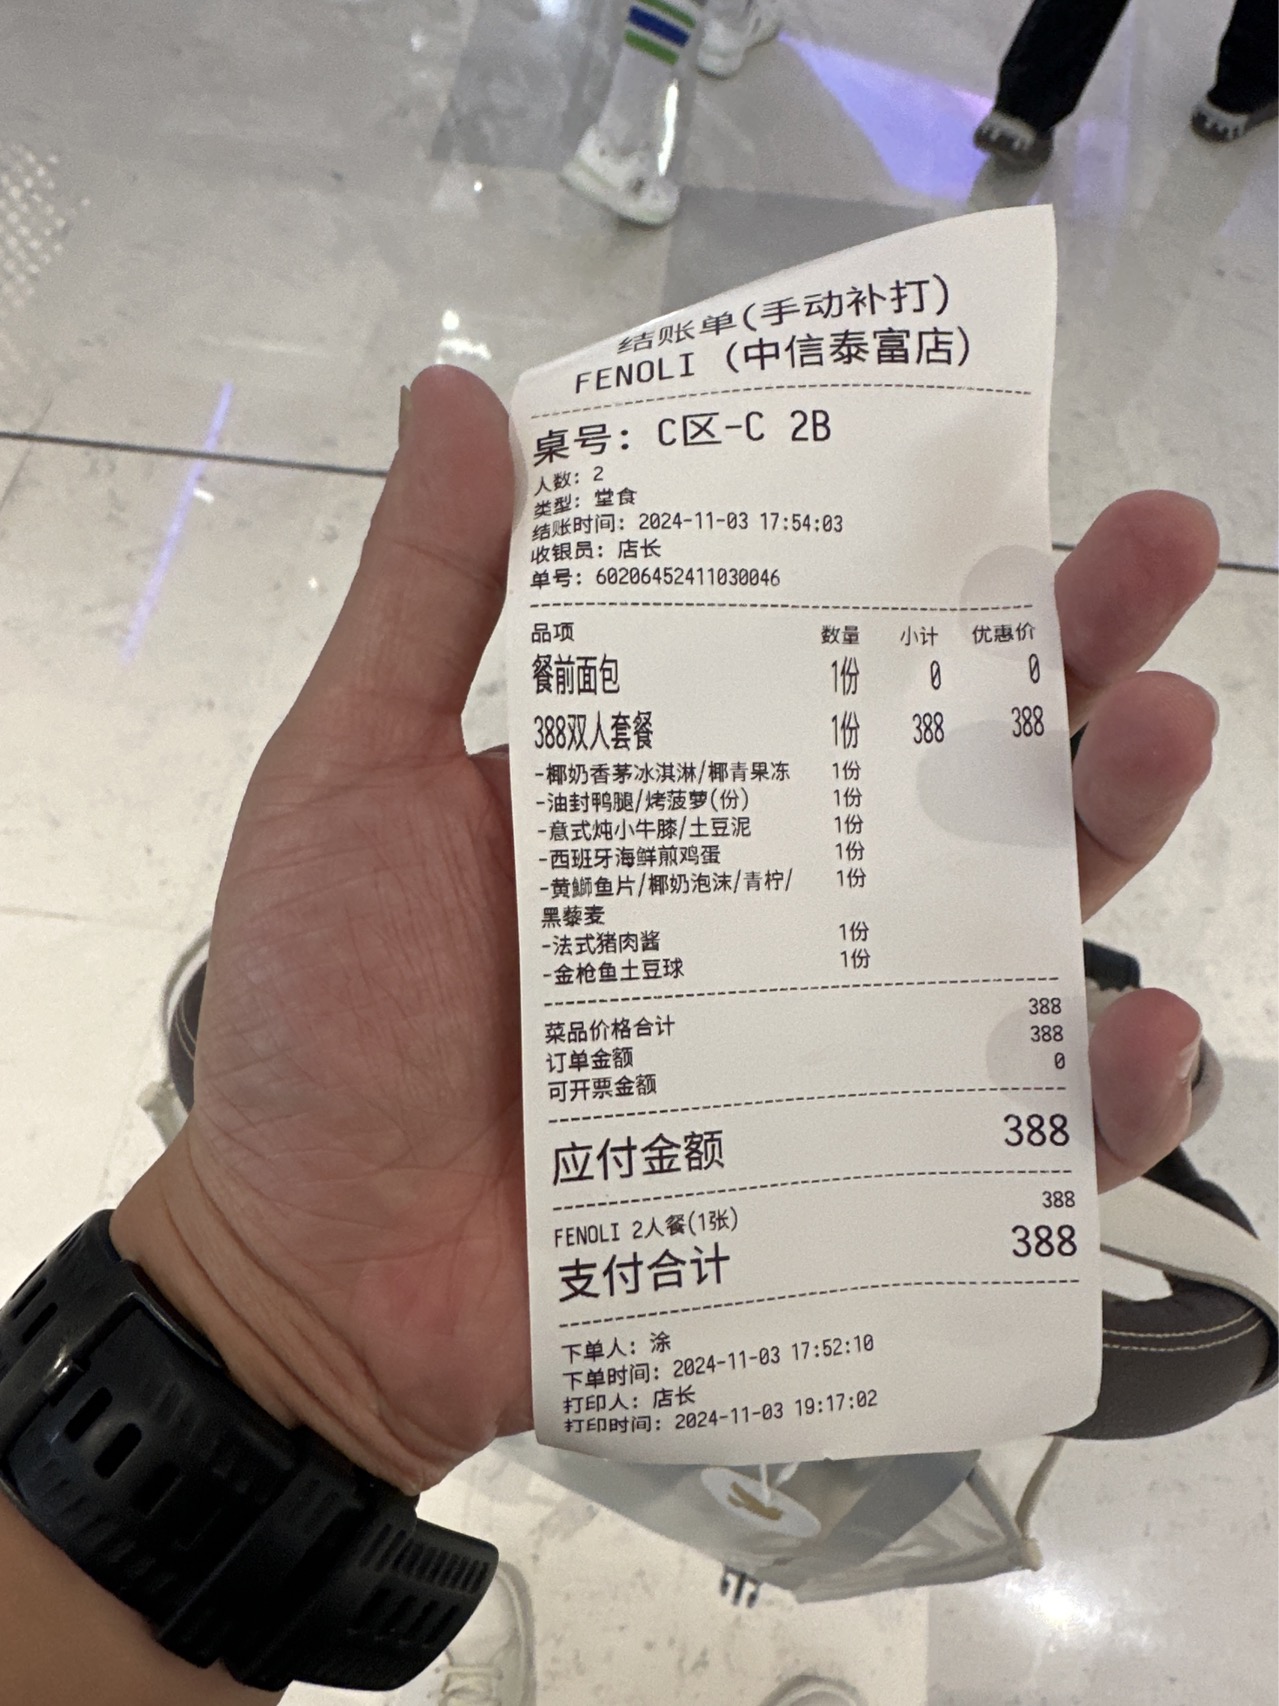 结账单(手动补打)
FENOLI (中信泰富店)
桌号: C区-C 2B
人数: 2
类型: 堂食
结账时间: 2024-11-03 17:54:03
收银员: 店长
单号: 60206452411030046
品项 数量 小计 优惠价
餐前面包 1份 0 0
388双人套餐 1份 388 388
-椰奶香茅冰淇淋/椰青果冻 1份
-油封鸭腿/烤菠萝(份) 1份
-意式炖小牛膝/土豆泥 1份
-西班牙海鲜煎鸡蛋 1份
-黄鰤鱼片/椰奶泡沫/青柠/ 1份
黑藜麦
-法式猪肉酱 1份
-金枪鱼土豆球 1份
菜品价格合计 388
订单金额 388
可开票金额 0
应付金额 388
FENOLI 2人餐(1张) 388
支付合计 388
下单人: 涂
下单时间: 2024-11-03 17:52:10
打印人: 店长
打印时间: 2024-11-03 19:17:02